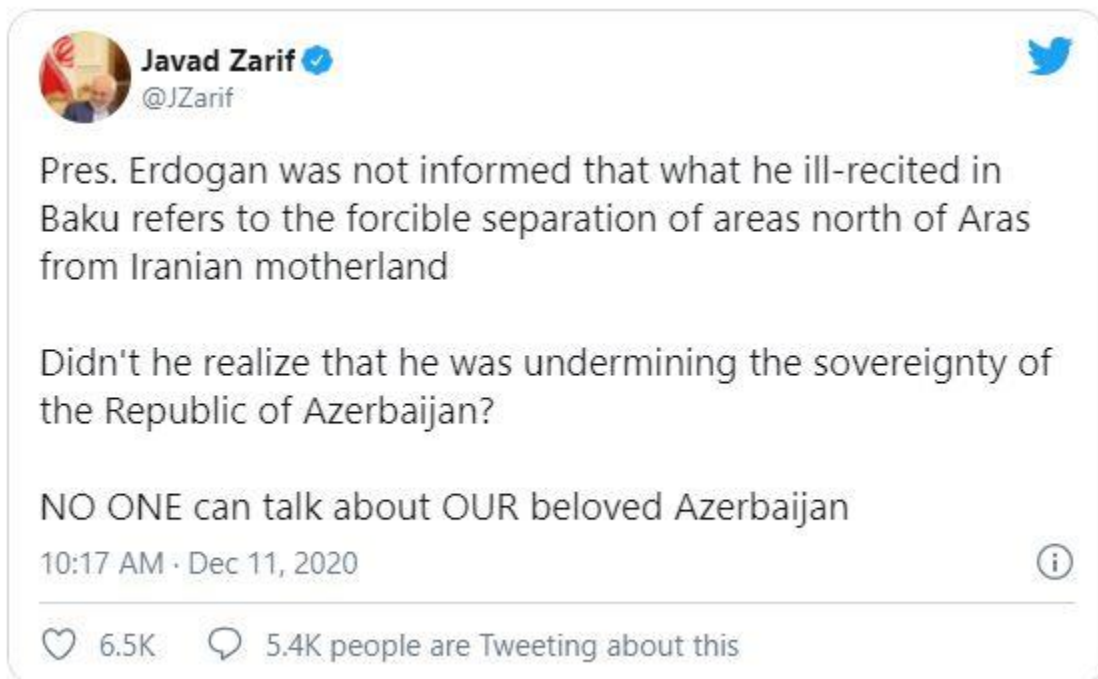 Javad Zarif
@JZarif
Pres. Erdogan was not informed that what he ill-recited in
Baku refers to the forcible separation of areas north of Aras
from Iranian motherland
Didn't he realize that he was undermining the sovereignty of
the Republic of Azerbaijan?
NO ONE can talk about OUR beloved Azerbaijan
10:17 AM · Dec 11, 2020
6.5K 5.4K people are Tweeting about this